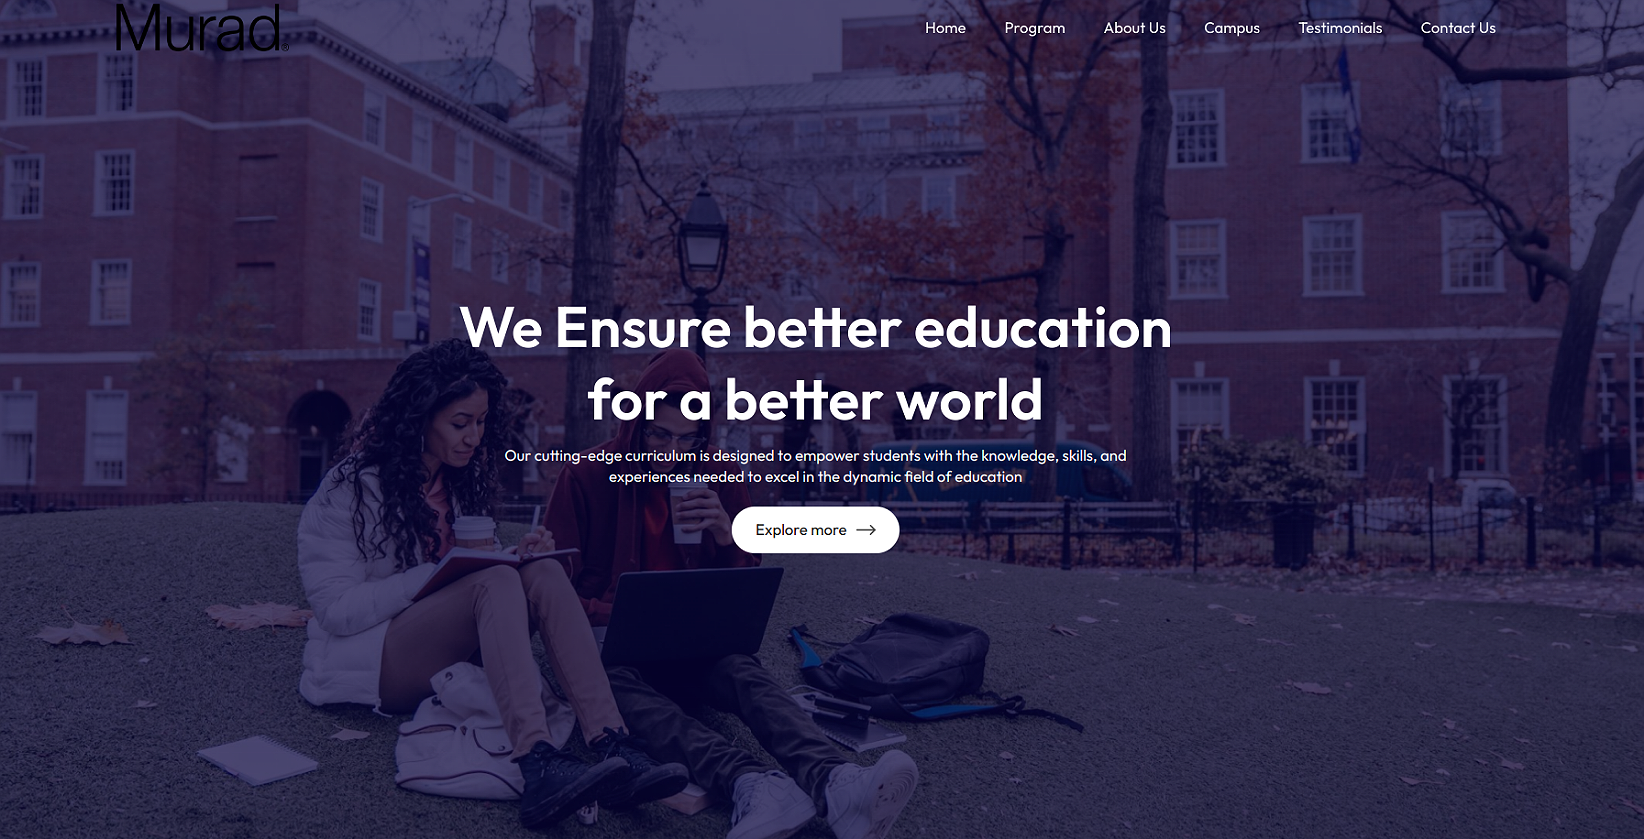 Murad®
Home Program About Us Campus Testimonials Contact Us
We Ensure better education
for a better world
Our cutting-edge curriculum is designed to empower students with the knowledge, skills, and
experiences needed to excel in the dynamic field of education
Explore more →